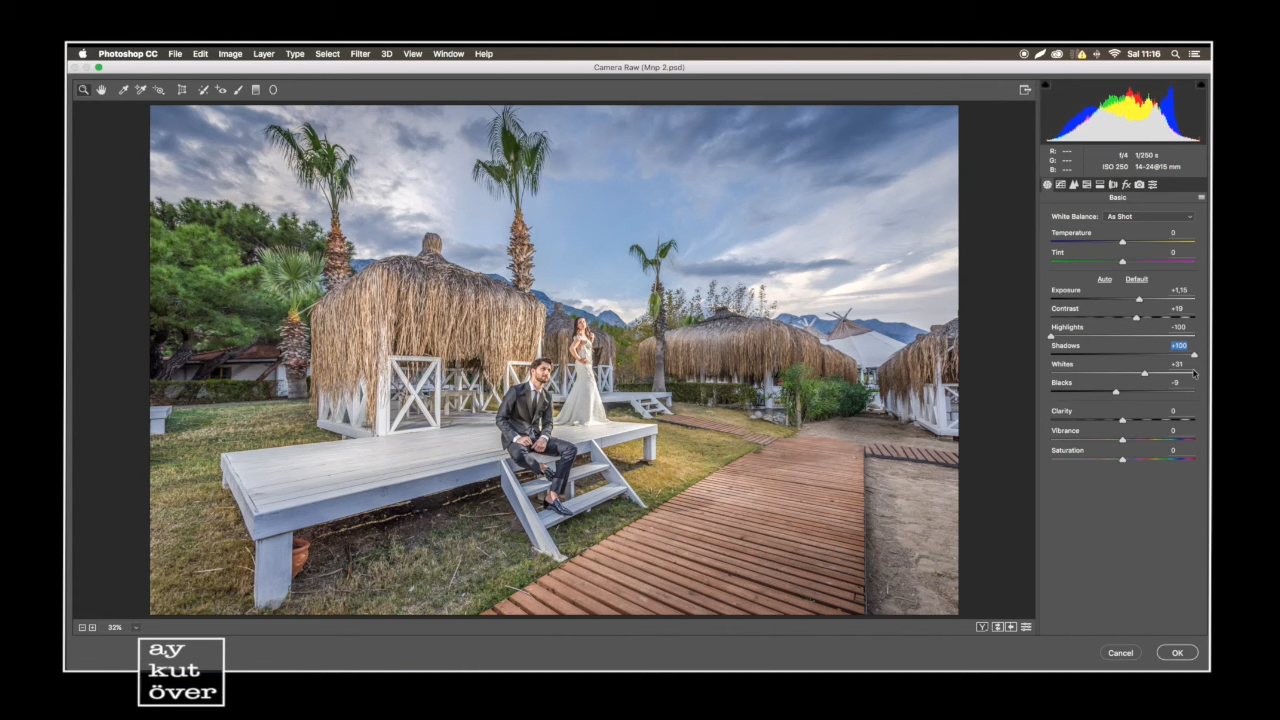 Photoshop CC File Edit Image Layer Type Select Filter 3D View Window Help Sal 11:16
Camera Raw (Mnp 2.psd)
R: ---
G: ---
B: ---
f/4 1/250 s
ISO 250 14-24@15 mm
fx
Basic
White Balance: As Shot
Temperature 0
Tint 0
Auto Default
Exposure +1,15
Contrast +19
Highlights -100
Shadows +100
Whites +31
Blacks -9
Clarity 0
Vibrance 0
Saturation 0
32%
Y
Cancel OK
ay
kut
över